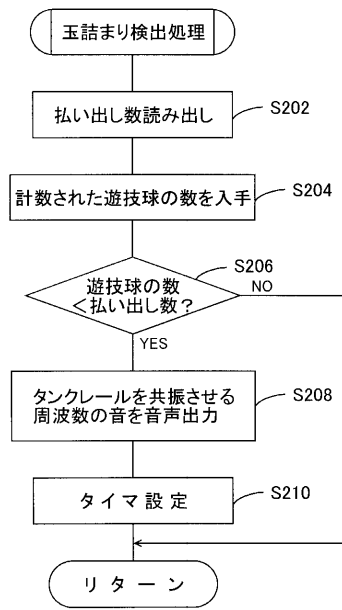 玉詰まり検出処理
払い出し数読み出し
S202
計数された遊技球の数を入手
S204
S206
遊技球の数
<払い出し数?
NO
YES
タンクレールを共振させる
周波数の音を音声出力
S208
タイマ設定
S210
リターン